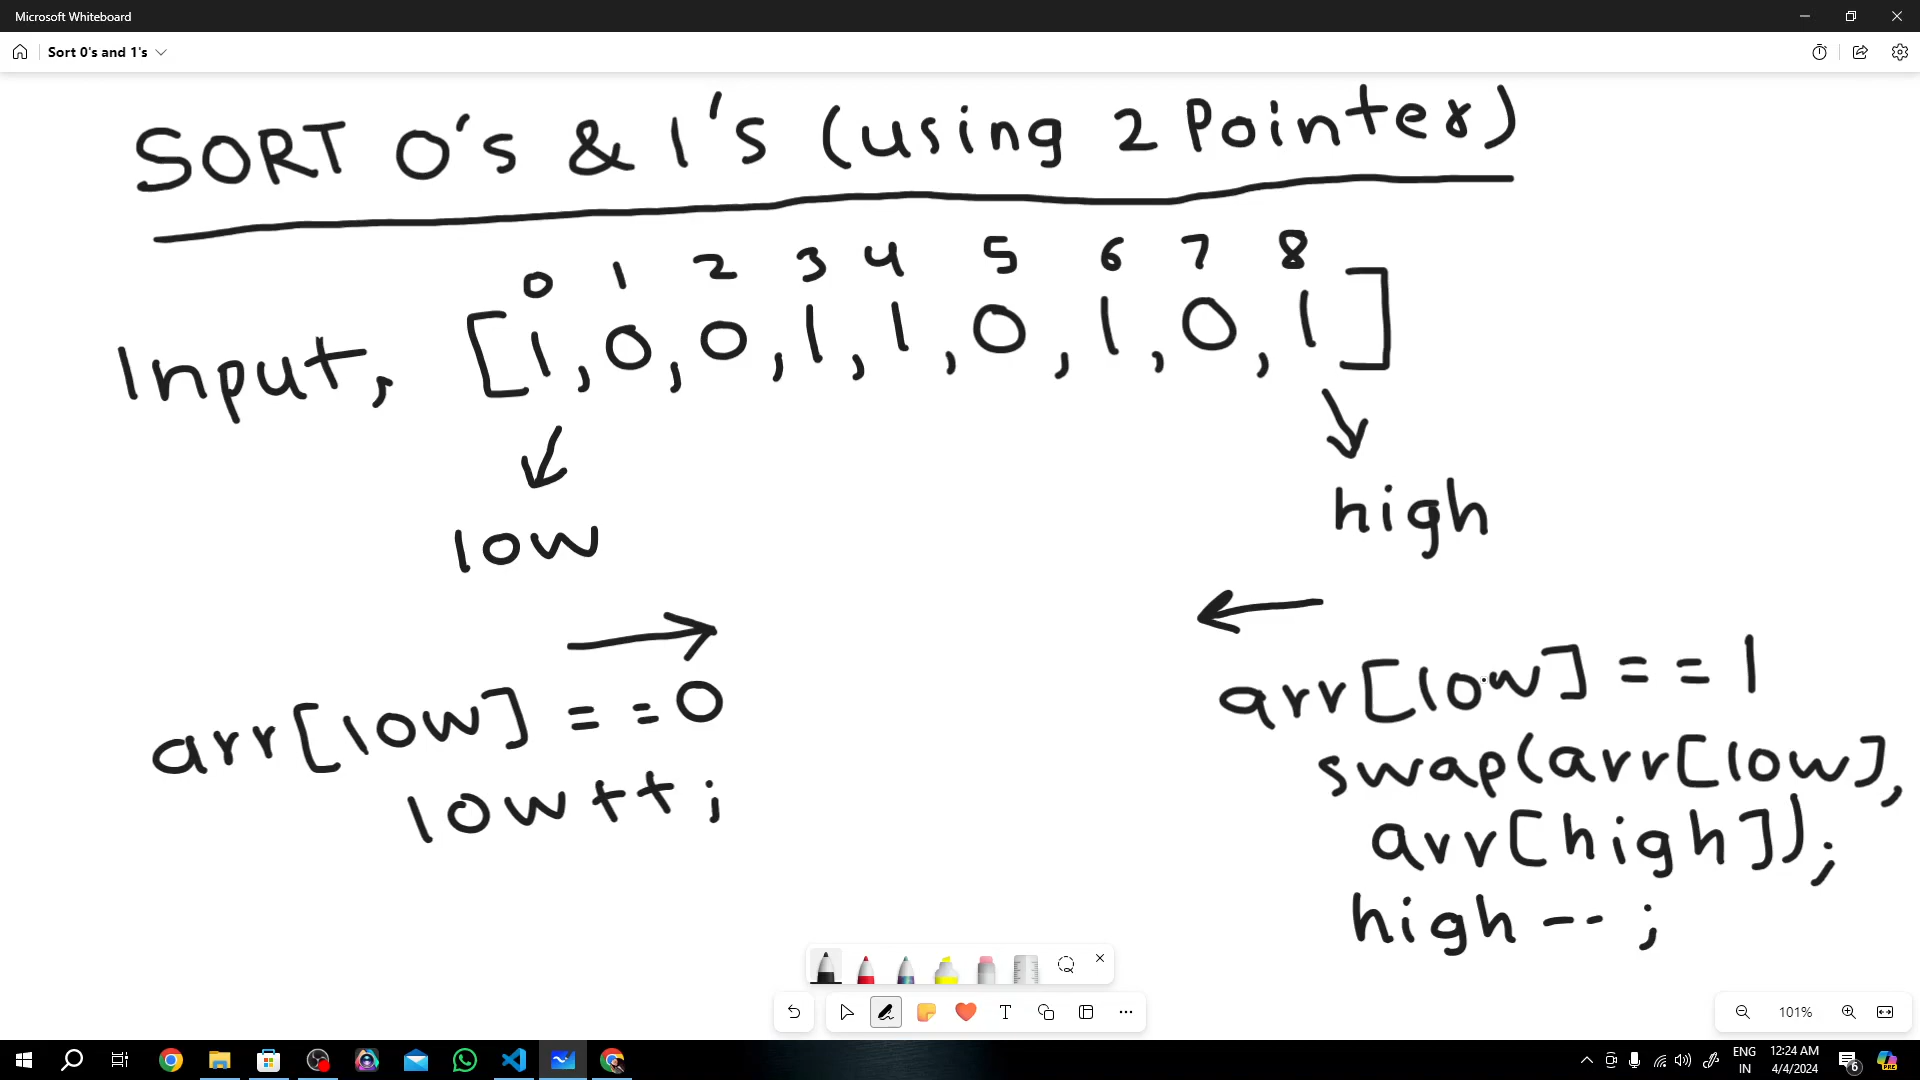 Microsoft Whiteboard
Sort 0's and 1's
SORT 0's & 1's (using 2 Pointer)
0 1 2 3 4 5 6 7 8
Input, [1,0,0,1,1,0,1,0,1]
low
high
arr[low] = = 0
low++;
arr[low] = = 1
swap(arr[low],
arr[high]);
high--;
101%
ENG
IN
12:24 AM
4/4/2024
6
PRE